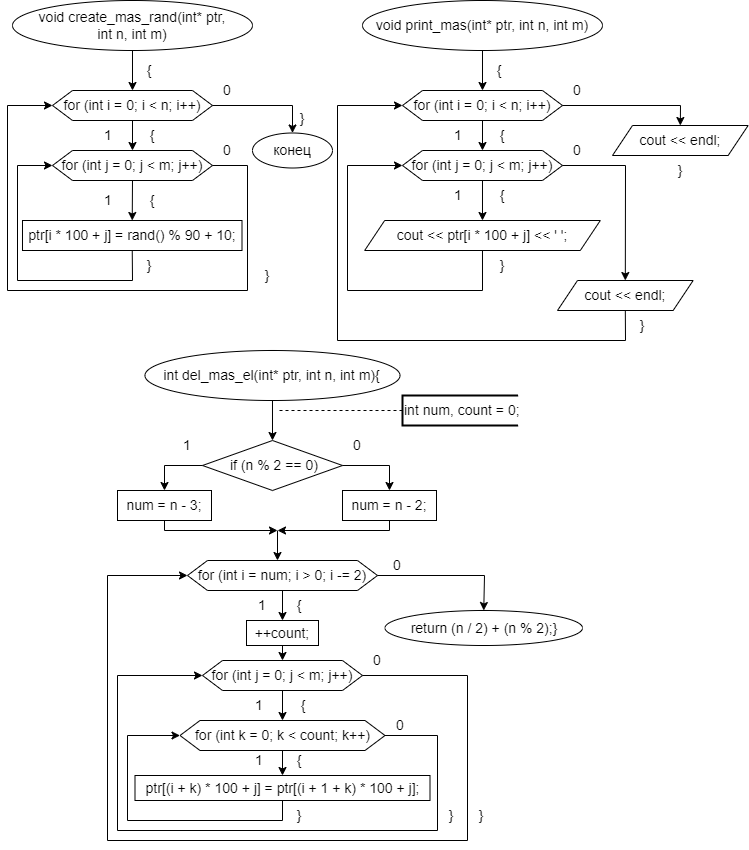 void create_mas_rand(int* ptr,
int n, int m)
{
for (int i = 0; i < n; i++)
0
}
конец
1
{
for (int j = 0; j < m; j++)
0
1
{
ptr[i * 100 + j] = rand() % 90 + 10;
}
}
void print_mas(int* ptr, int n, int m)
{
for (int i = 0; i < n; i++)
0
cout << endl;
}
1
{
for (int j = 0; j < m; j++)
0
1
{
cout << ptr[i * 100 + j] << ' ';
}
cout << endl;
}
int del_mas_el(int* ptr, int n, int m){
int num, count = 0;
1
if (n % 2 == 0)
0
num = n - 3;
num = n - 2;
for (int i = num; i > 0; i -= 2)
0
return (n / 2) + (n % 2);}
1
{
++count;
for (int j = 0; j < m; j++)
0
1
{
for (int k = 0; k < count; k++)
0
1
{
ptr[(i + k) * 100 + j] = ptr[(i + 1 + k) * 100 + j];
}
}
}